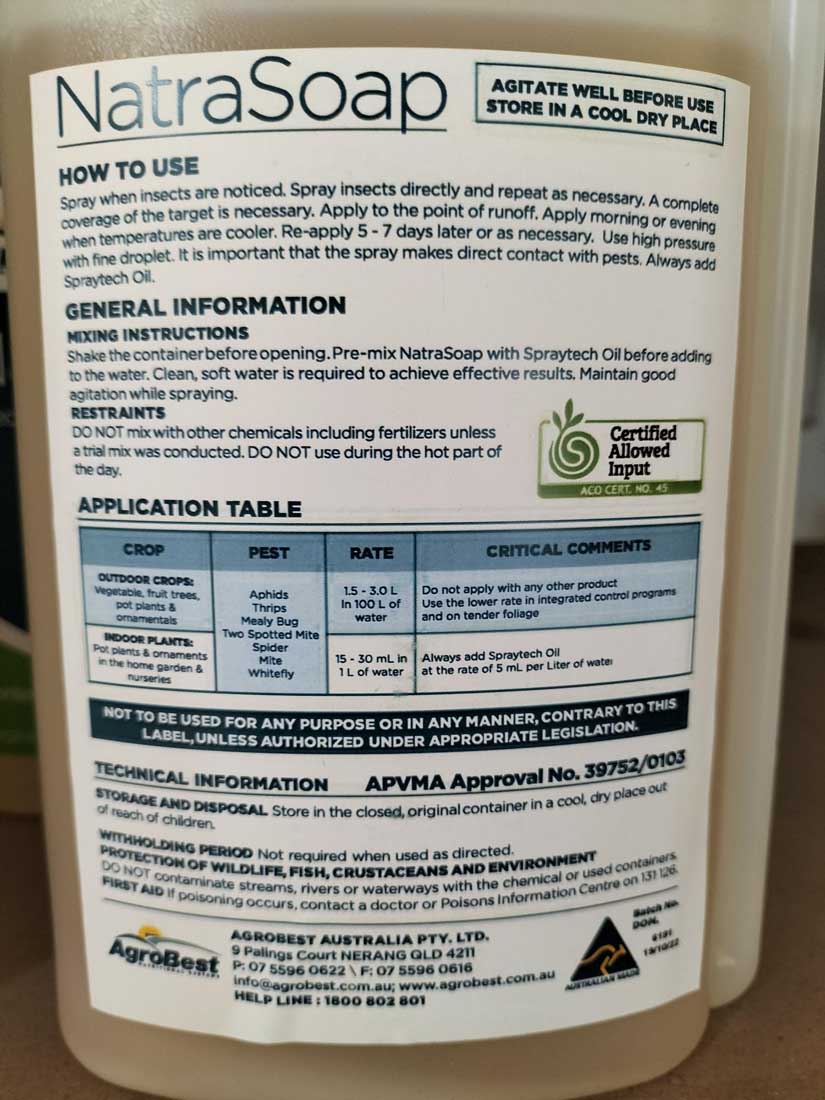 NatraSoap
AGITATE WELL BEFORE USE
STORE IN A COOL DRY PLACE
HOW TO USE
Spray when insects are noticed. Spray insects directly and repeat as necessary. A complete
coverage of the target is necessary. Apply to the point of runoff. Apply morning or evening
when temperatures are cooler. Re-apply 5 - 7 days later or as necessary. Use high pressure
with fine droplet. It is important that the spray makes direct contact with pests. Always add
Spraytech Oil.
GENERAL INFORMATION
MIXING INSTRUCTIONS
Shake the container before opening. Pre-mix NatraSoap with Spraytech Oil before adding
to the water. Clean, soft water is required to achieve effective results. Maintain good
agitation while spraying.
RESTRAINTS
DO NOT mix with other chemicals including fertilizers unless
a trial mix was conducted. DO NOT use during the hot part of
the day.
Certified
Allowed
Input
ACO CERT. NO. 45
APPLICATION TABLE
CROP PEST RATE CRITICAL COMMENTS
OUTDOOR CROPS:
Vegetable, fruit trees,
pot plants &
ornamentals
INDOOR PLANTS:
Pot plants & ornaments
in the home garden &
nurseries
Aphids
Thrips
Mealy Bug
Two Spotted Mite
Spider
Mite
Whitefly
1.5 - 3.0 L
In 100 L of
water
15 - 30 mL in
1 L of water
Do not apply with any other product
Use the lower rate in integrated control programs
and on tender foliage
Always add Spraytech Oil
at the rate of 5 mL per Liter of water
NOT TO BE USED FOR ANY PURPOSE OR IN ANY MANNER, CONTRARY TO THIS
LABEL, UNLESS AUTHORIZED UNDER APPROPRIATE LEGISLATION.
TECHNICAL INFORMATION APVMA Approval No. 39752/0103
STORAGE AND DISPOSAL Store in the closed, original container in a cool, dry place out
of reach of children.
WITHHOLDING PERIOD Not required when used as directed.
PROTECTION OF WILDLIFE, FISH, CRUSTACEANS AND ENVIRONMENT
DO NOT contaminate streams, rivers or waterways with the chemical or used containers.
FIRST AID If poisoning occurs, contact a doctor or Poisons Information Centre on 131 126.
AgroBest
AGROBEST AUSTRALIA PTY. LTD.
9 Palings Court NERANG QLD 4211
P: 07 5596 0622 \ F: 07 5596 0616
info@agrobest.com.au; www.agrobest.com.au
HELP LINE : 1800 802 801
AUSTRALIAN MADE
Batch No.
DOM.